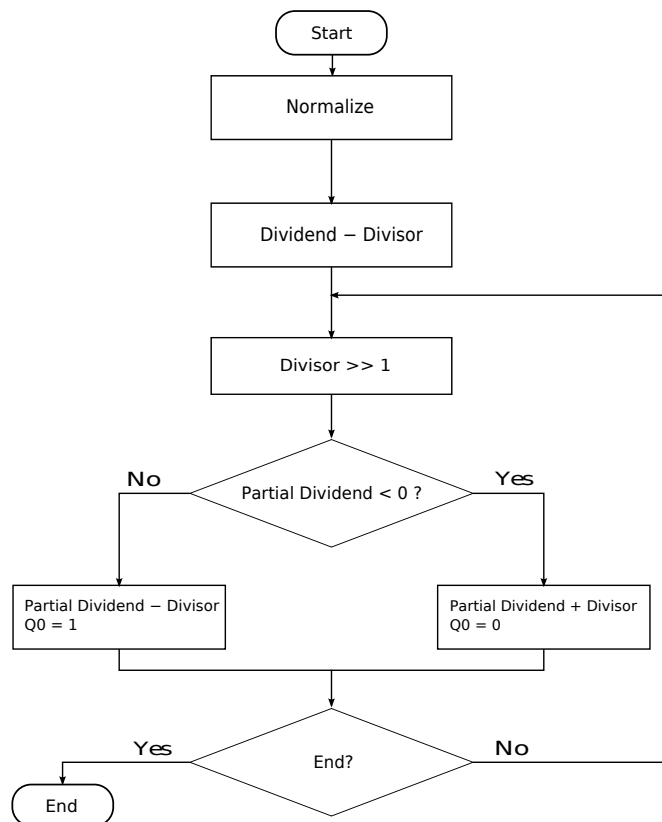 Start
Normalize
Dividend − Divisor
Divisor >> 1
Partial Dividend < 0 ?
No
Yes
Partial Dividend − Divisor
Q0 = 1
Partial Dividend + Divisor
Q0 = 0
End?
Yes
No
End